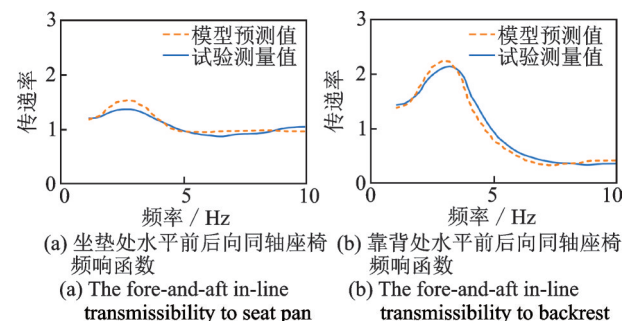 3
2
1
0
传递率
模型预测值
试验测量值
0
5
10
频率 / Hz
(a) 坐垫处水平前后向同轴座椅
频响函数
(a) The fore-and-aft in-line
transmissibility to seat pan
3
2
1
0
传递率
模型预测值
试验测量值
0
5
10
频率 / Hz
(b) 靠背处水平前后向同轴座椅
频响函数
(b) The fore-and-aft in-line
transmissibility to backrest